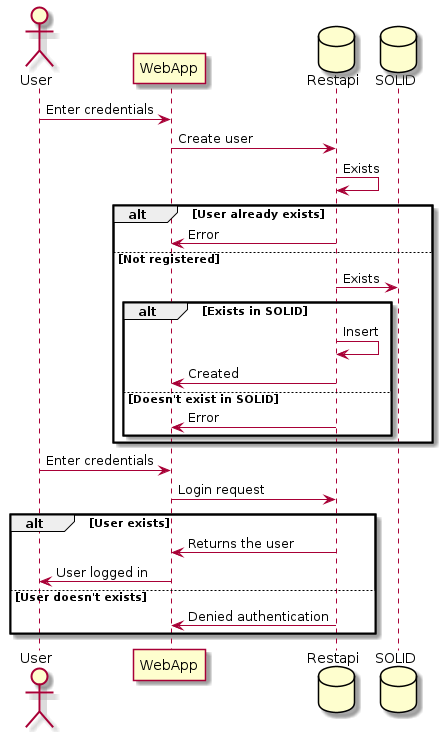 User
WebApp
Restapi
SOLID
Enter credentials
Create user
Exists
alt [User already exists]
Error
[Not registered]
Exists
alt [Exists in SOLID]
Insert
Created
[Doesn't exist in SOLID]
Error
Enter credentials
Login request
alt [User exists]
Returns the user
User logged in
[User doesn't exists]
Denied authentication
User
WebApp
Restapi
SOLID